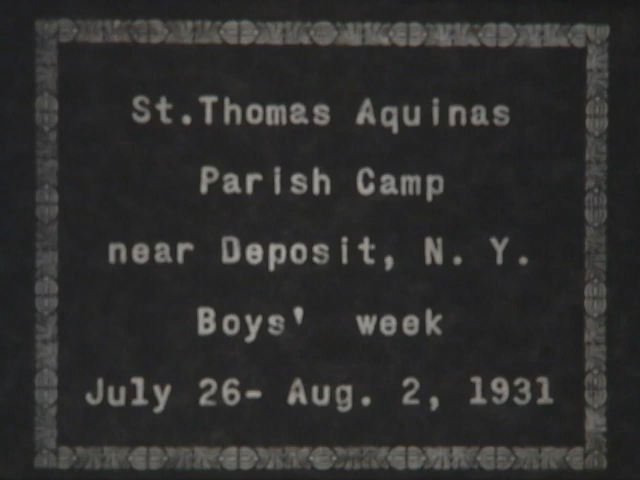 St.Thomas Aquinas
Parish Camp
near Deposit, N. Y.
Boys' week
July 26- Aug. 2, 1931